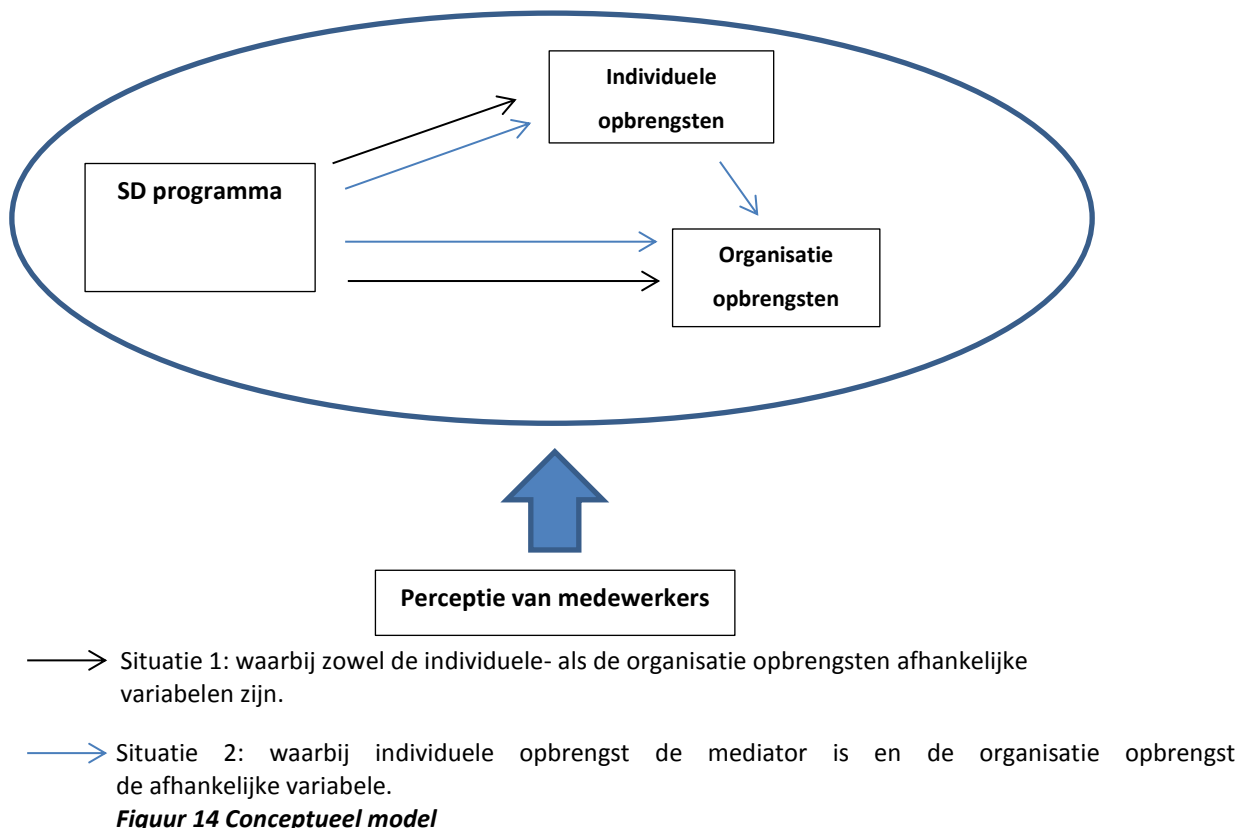 Individuele
opbrengsten
SD programma
Organisatie
opbrengsten
Perceptie van medewerkers
Situatie 1: waarbij zowel de individuele- als de organisatie opbrengsten afhankelijke
variabelen zijn.
Situatie 2: waarbij individuele opbrengst de mediator is en de organisatie opbrengst
de afhankelijke variabele.
Figuur 14 Conceptueel model